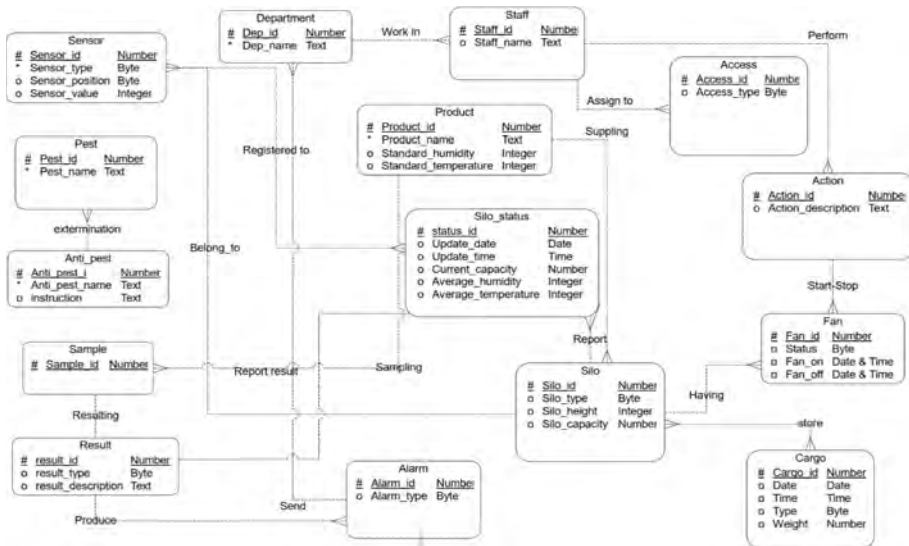 Sensor
# Sensor_id Number
* Sensor_type Byte
o Sensor_position Byte
o Sensor_value Integer
Department
# Dep_id Number
* Dep_name Text
Work In
Staff
# Staff_id Number
o Staff_name Text
Perform
Access
# Access_id Numbe
o Access_type Byte
Assign to
Pest
# Pest_id Number
* Pest_name Text
Registered to
Product
# Product_id Number
* Product_name Text
o Standard_humidity Integer
o Standard_temperature Integer
Suppling
Action
# Action_id Numbe
o Action_description Text
extermination
Anti_pest
# Anti_pest_i Number
* Anti_pest_name Text
o instruction Text
Belong_to
Silo_status
# status_id Number
o Update_date Date
o Update_time Time
o Current_capacity Number
o Average_humidity Integer
o Average_temperature Integer
Start-Stop
Fan
# Fan_id Number
o Status Byte
o Fan_on Date & Time
o Fan_off Date & Time
Sample
# Sample_id Number
Report result
Sampling
Report
Silo
# Silo_id Number
o Silo_type Byte
o Silo_height Integer
o Silo_capacity Number
Having
Resulting
store
Result
# result_id Number
o result_type Byte
o result_description Text
Alarm
# Alarm_id Number
o Alarm_type Byte
Send
Produce
Cargo
# Cargo_id Number
o Date Date
o Time Time
o Type Byte
o Weight Number